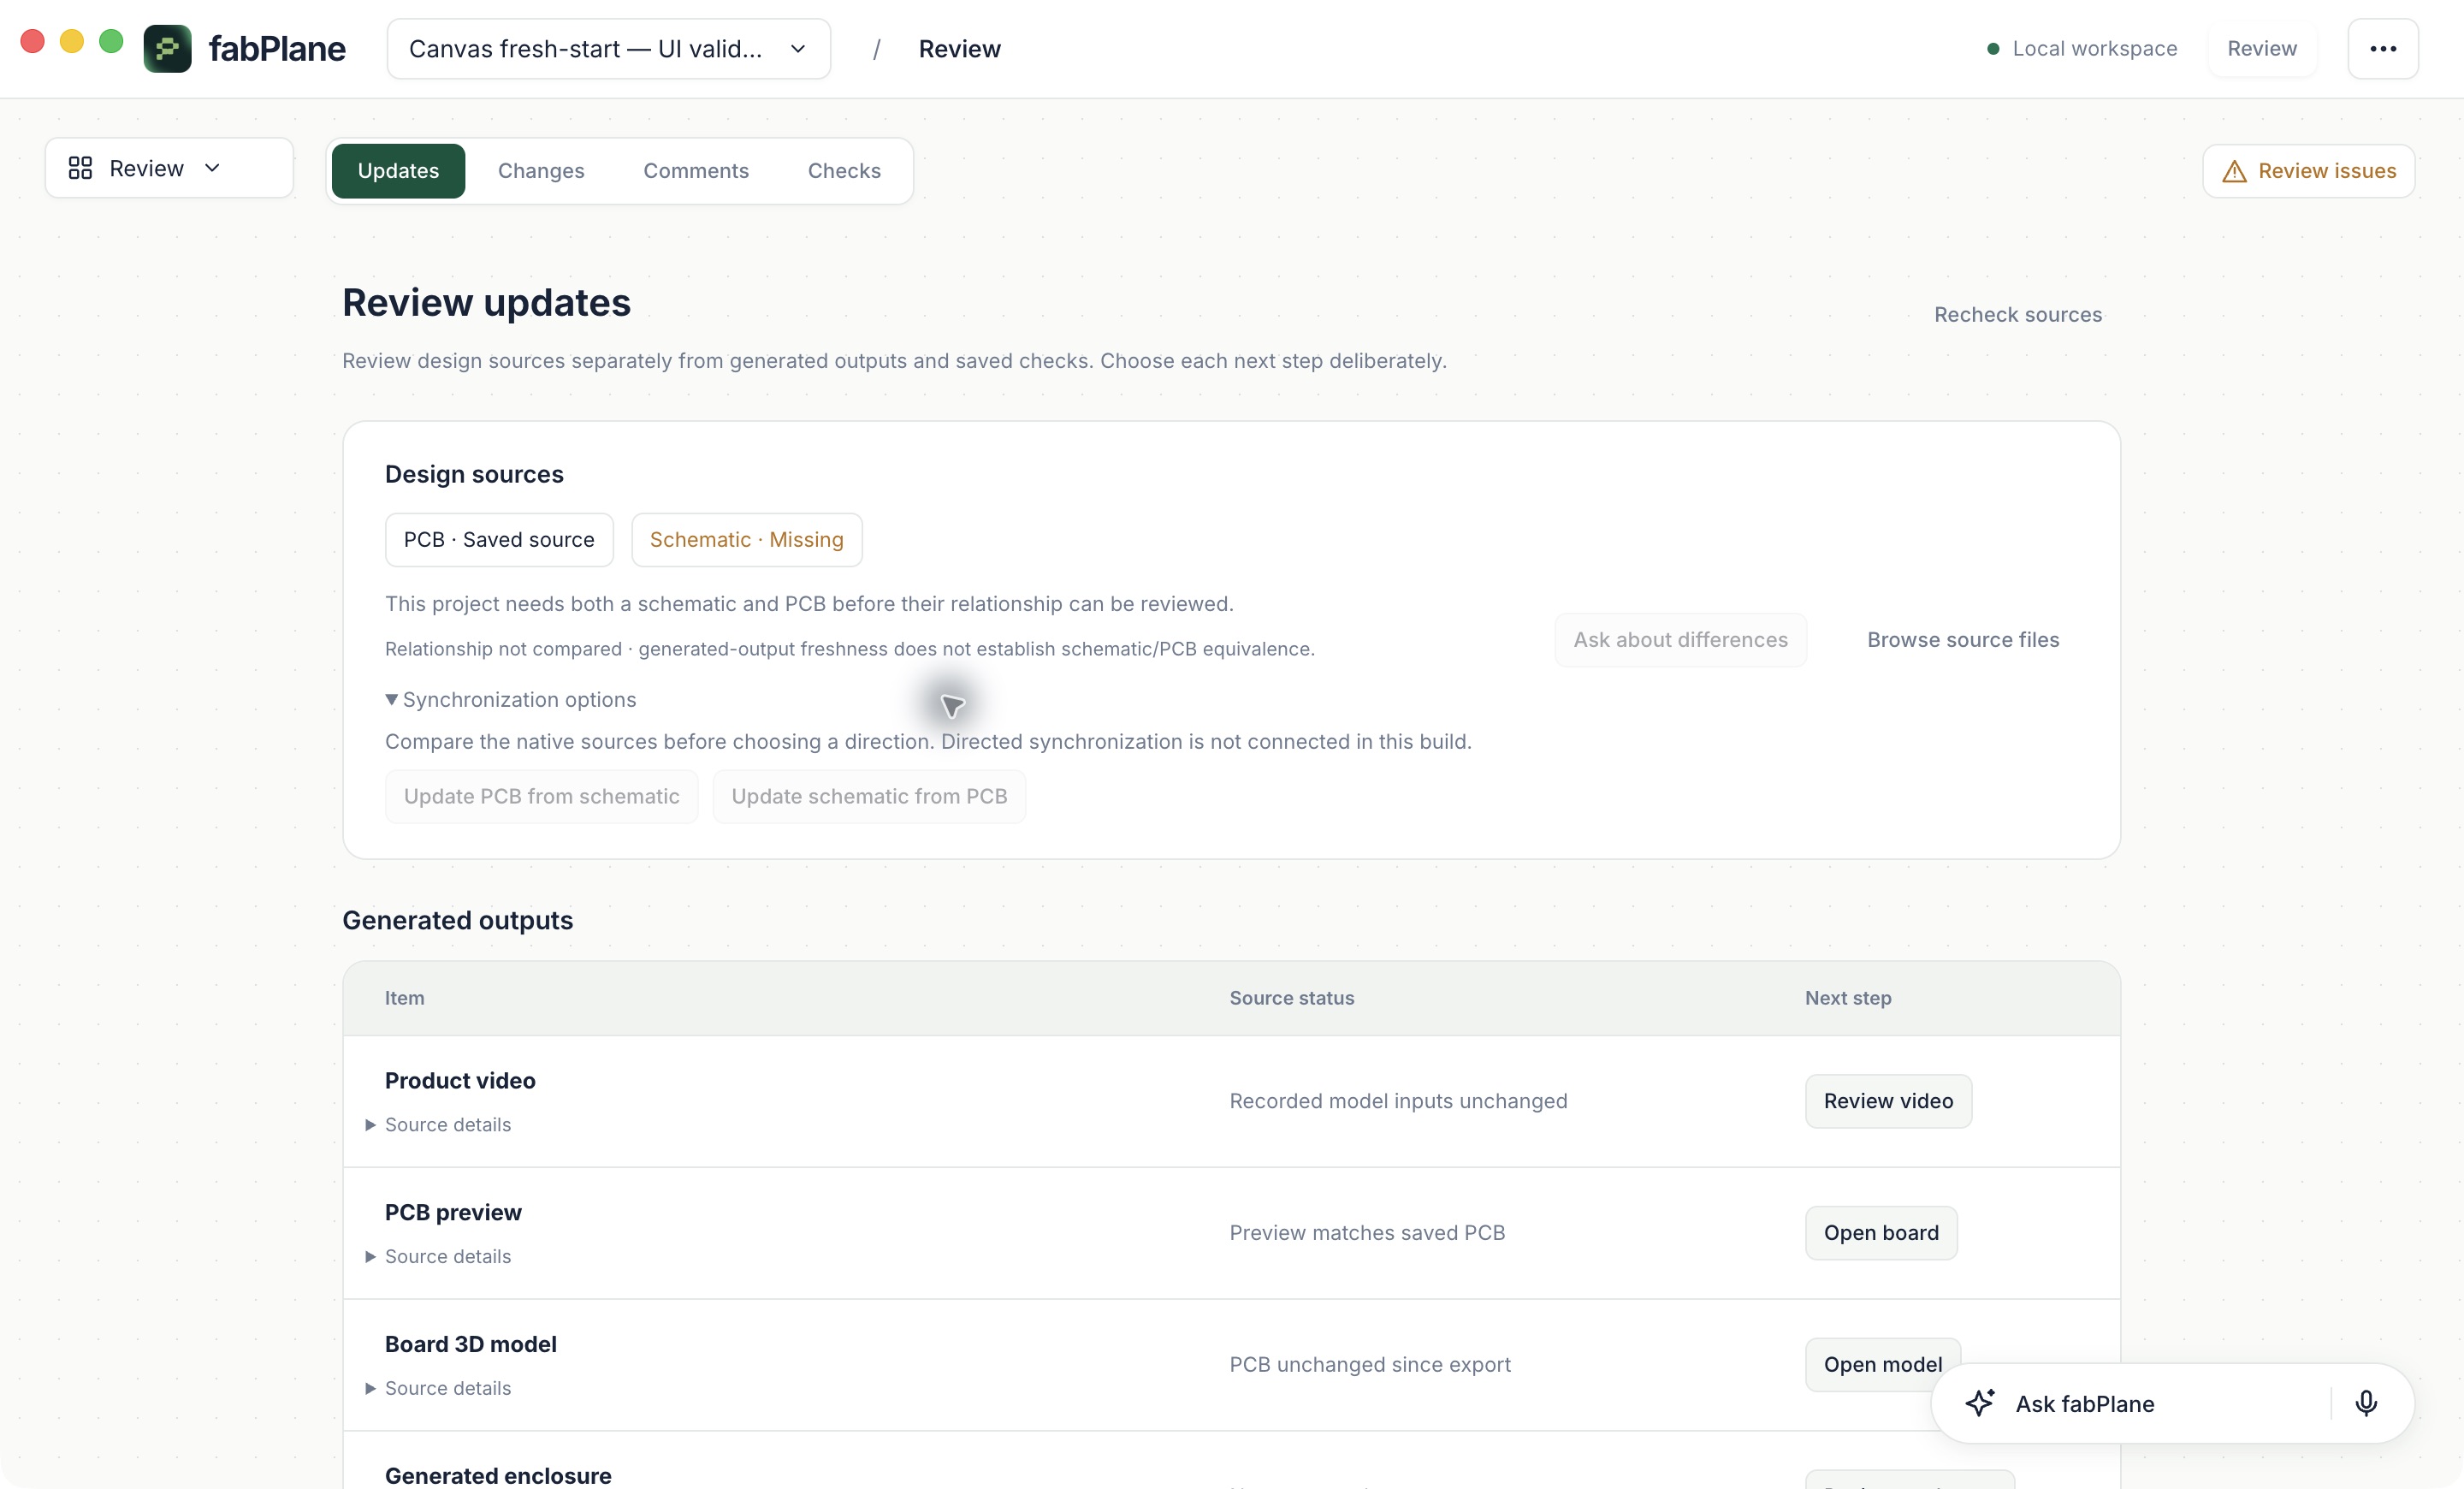 fabPlane
Canvas fresh-start — UI valid...
/
Review
Local workspace
Review
Review
Updates
Changes
Comments
Checks
Review issues
Review updates
Recheck sources
Review design sources separately from generated outputs and saved checks. Choose each next step deliberately.
Design sources
PCB · Saved source
Schematic · Missing
This project needs both a schematic and PCB before their relationship can be reviewed.
Relationship not compared · generated-output freshness does not establish schematic/PCB equivalence.
Ask about differences
Browse source files
Synchronization options
Compare the native sources before choosing a direction. Directed synchronization is not connected in this build.
Update PCB from schematic
Update schematic from PCB
Generated outputs
Item
Source status
Next step
Product video
Source details
Recorded model inputs unchanged
Review video
PCB preview
Source details
Preview matches saved PCB
Open board
Board 3D model
Source details
PCB unchanged since export
Open model
Ask fabPlane
Generated enclosure